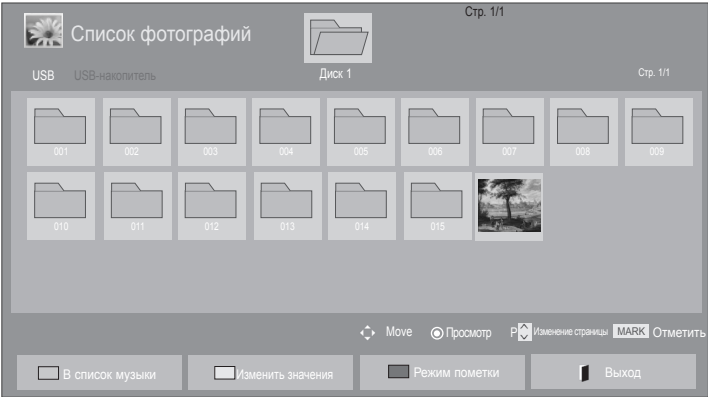 Стр. 1/1
Список фотографий
Диск 1
USB USB-накопитель Стр. 1/1
001 002 003 004 005 006 007 008 009
010 011 012 013 014 015
Move Просмотр P Изменение страницы MARK Отметить
В список музыки Изменить значения Режим пометки Выход